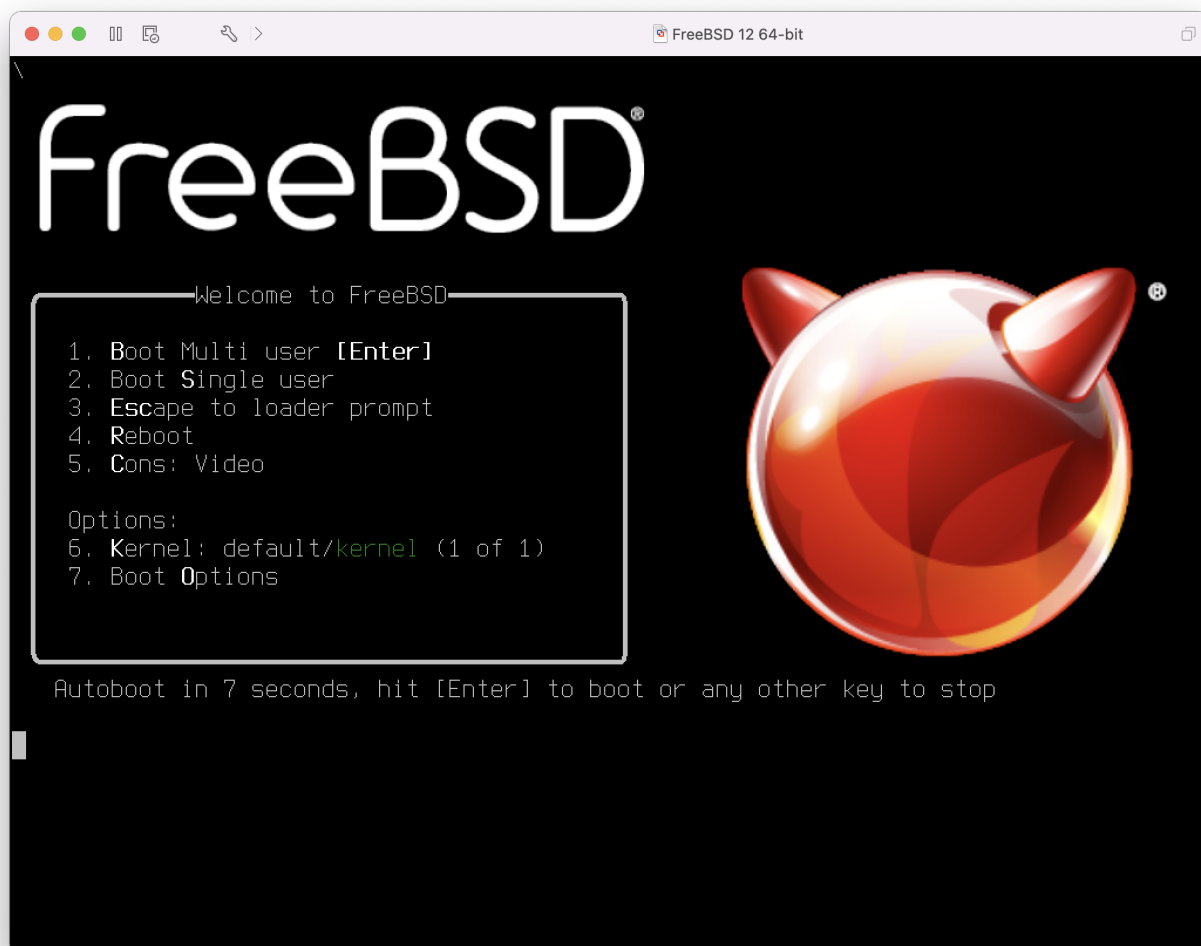 FreeBSD 12 64-bit
\
FreeBSD®
Welcome to FreeBSD
1. Boot Multi user [Enter]
2. Boot Single user
3. Escape to loader prompt
4. Reboot
5. Cons: Video
Options:
6. Kernel: default/kernel (1 of 1)
7. Boot Options
®
Autoboot in 7 seconds, hit [Enter] to boot or any other key to stop